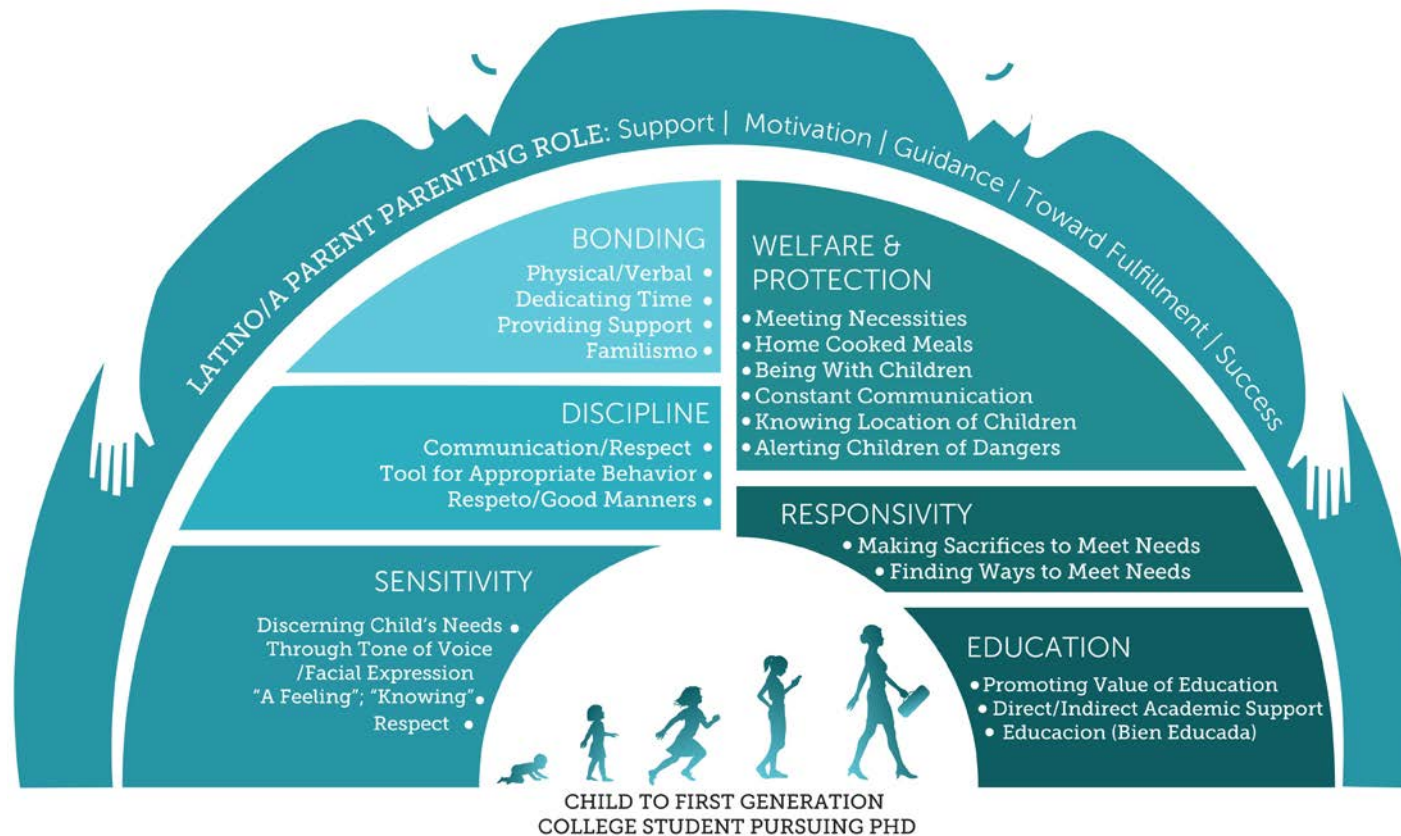 LATINO/A PARENT PARENTING ROLE: Support | Motivation | Guidance | Toward Fulfillment | Success
BONDING
Physical/Verbal •
Dedicating Time •
Providing Support •
Familismo •
DISCIPLINE
Communication/Respect •
Tool for Appropriate Behavior •
Respeto/Good Manners •
SENSITIVITY
Discerning Child's Needs •
Through Tone of Voice
/Facial Expression
"A Feeling"; "Knowing" •
Respect •
WELFARE &
PROTECTION
• Meeting Necessities
• Home Cooked Meals
• Being With Children
• Constant Communication
• Knowing Location of Children
• Alerting Children of Dangers
RESPONSIVITY
• Making Sacrifices to Meet Needs
• Finding Ways to Meet Needs
EDUCATION
• Promoting Value of Education
• Direct/Indirect Academic Support
• Educacion (Bien Educada)
CHILD TO FIRST GENERATION
COLLEGE STUDENT PURSUING PHD